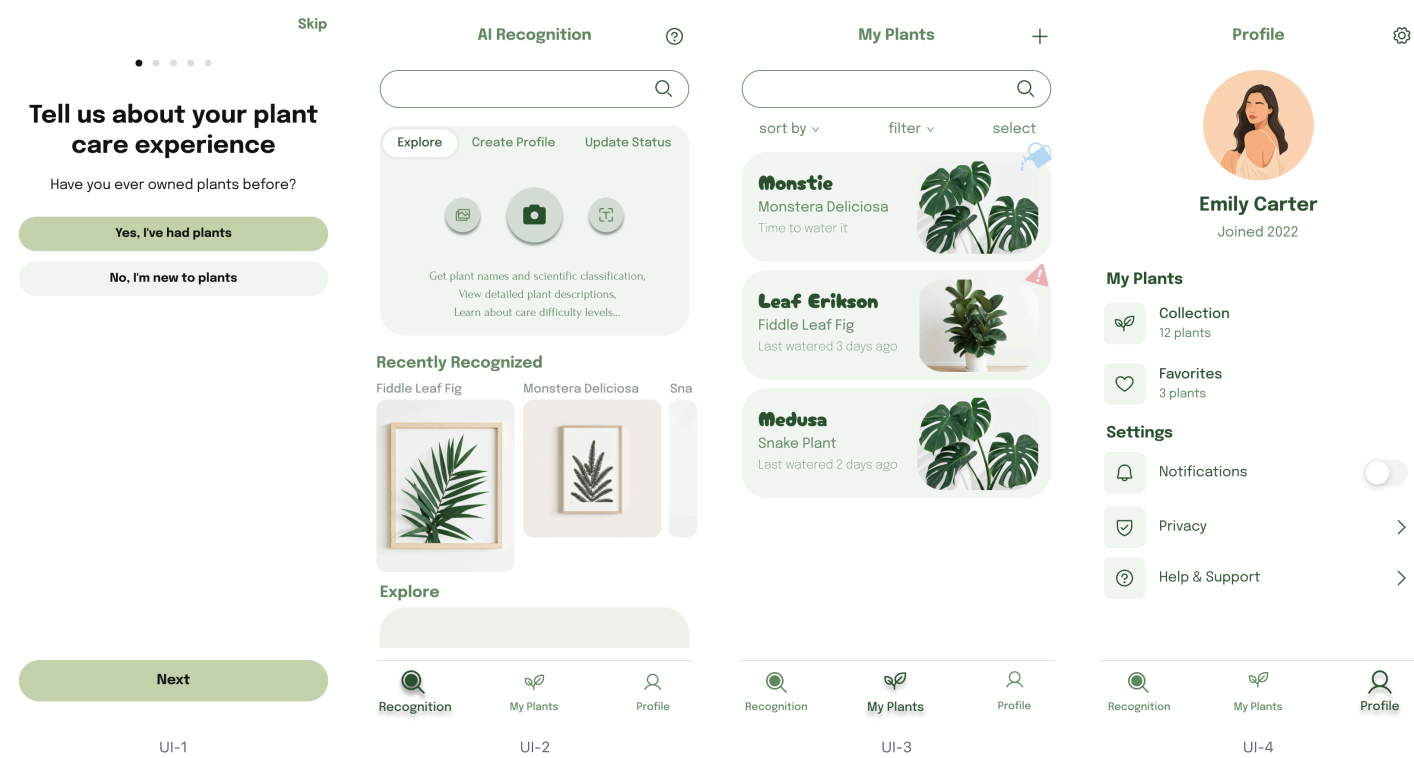 Skip
Tell us about your plant
care experience
Have you ever owned plants before?
Yes, I've had plants
No, I'm new to plants
Next
UI-1
AI Recognition
Explore
Create Profile
Update Status
Get plant names and scientific classification,
View detailed plant descriptions,
Learn about care difficulty levels...
Recently Recognized
Fiddle Leaf Fig
Monstera Deliciosa
Sna
Explore
Recognition
My Plants
Profile
UI-2
My Plants
sort by
filter
select
Monstie
Monstera Deliciosa
Time to water it
Leaf Erikson
Fiddle Leaf Fig
Last watered 3 days ago
Medusa
Snake Plant
Last watered 2 days ago
Recognition
My Plants
Profile
UI-3
Profile
Emily Carter
Joined 2022
My Plants
Collection
12 plants
Favorites
3 plants
Settings
Notifications
Privacy
Help & Support
Recognition
My Plants
Profile
UI-4